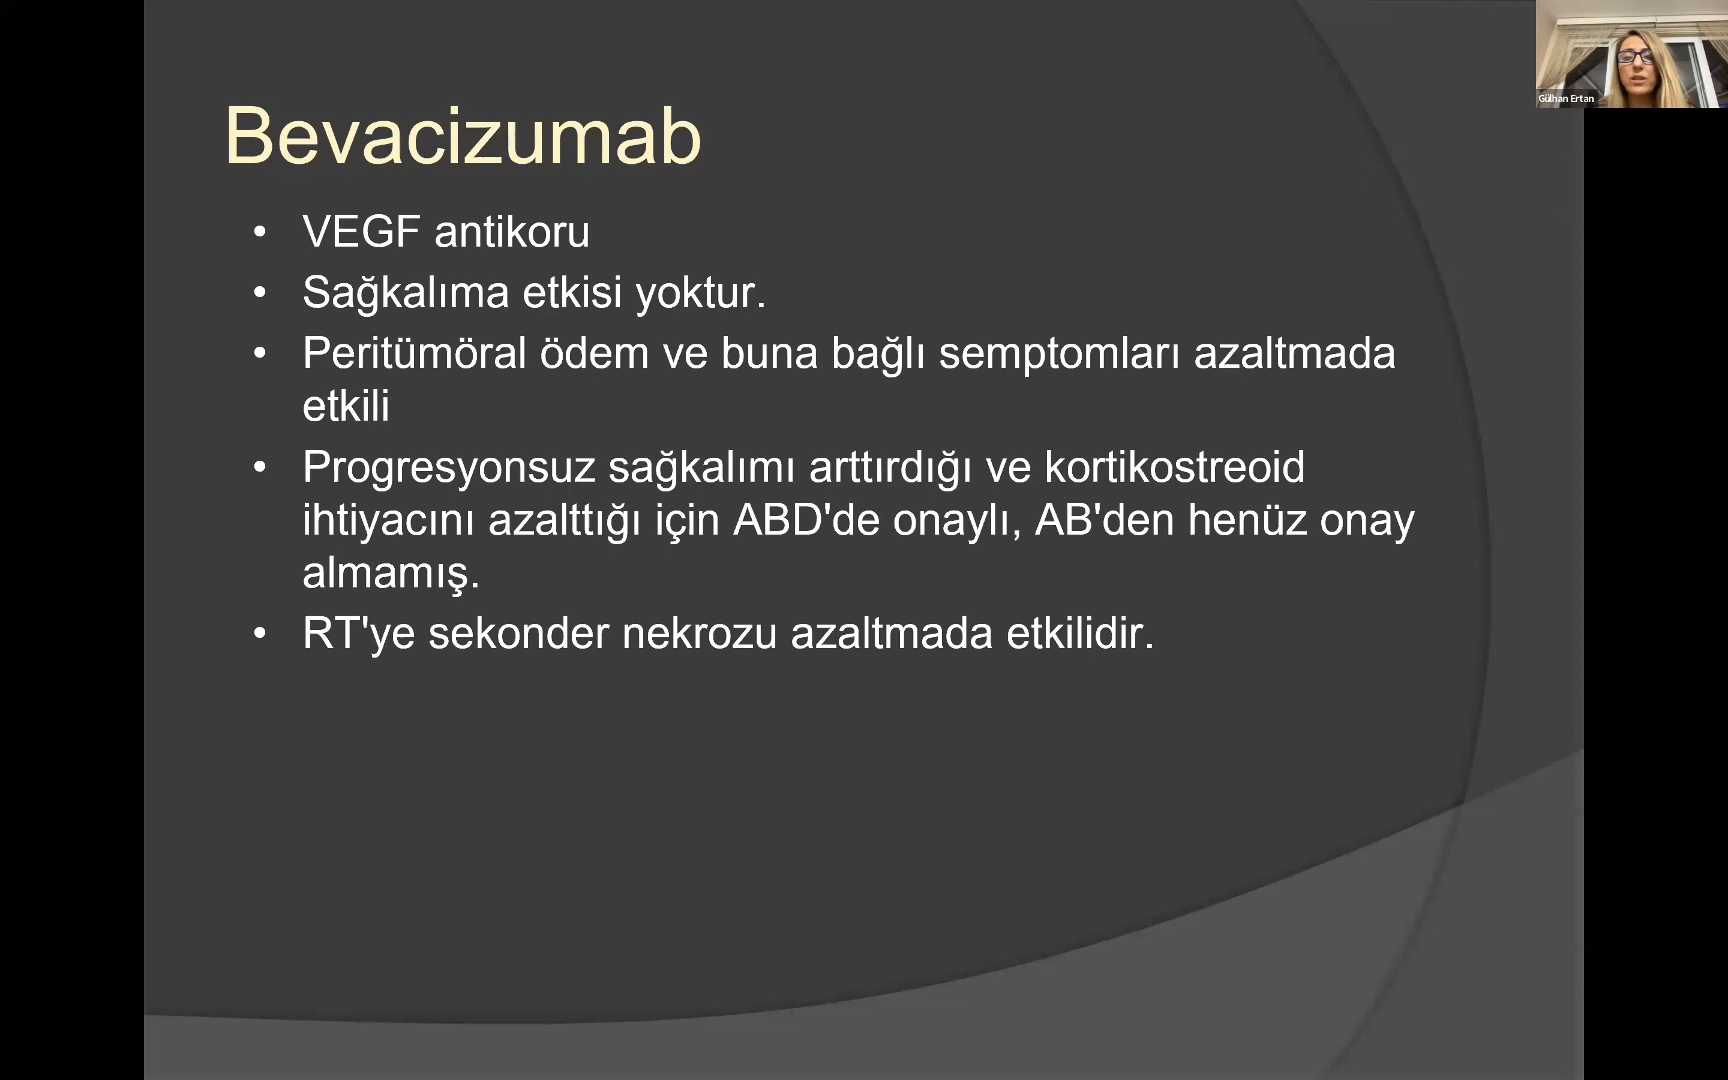 Bevacizumab
• VEGF antikoru
• Sağkalıma etkisi yoktur.
• Peritümöral ödem ve buna bağlı semptomları azaltmada
etkili
• Progresyonsuz sağkalımı arttırdığı ve kortikostreoid
ihtiyacını azalttığı için ABD'de onaylı, AB'den henüz onay
almamış.
• RT'ye sekonder nekrozu azaltmada etkilidir.
Gülhan Ertan